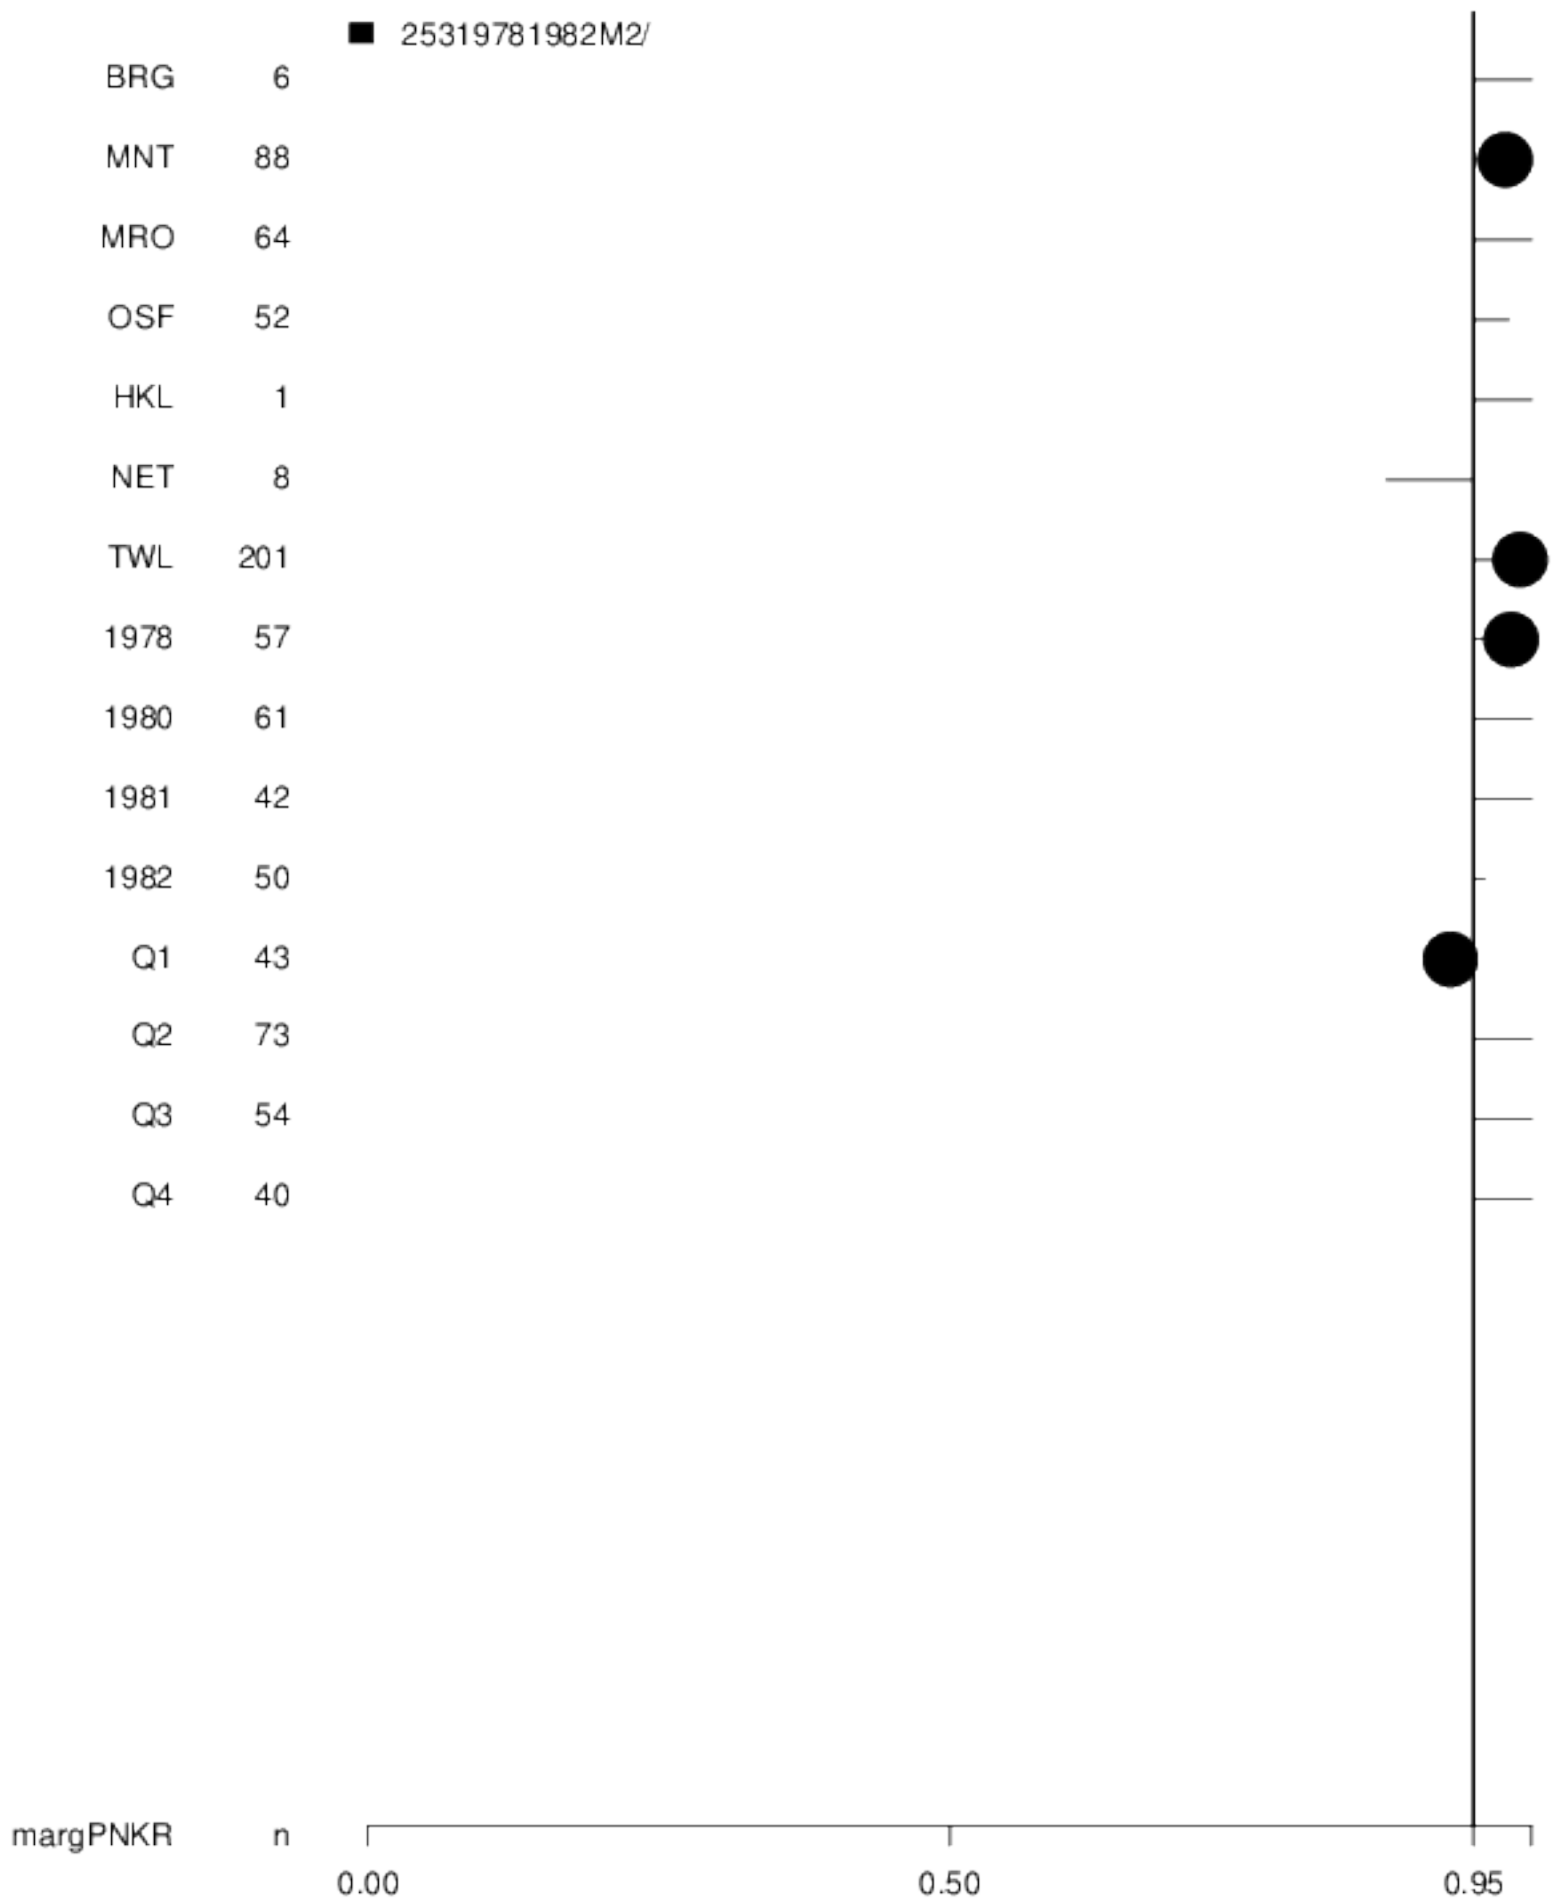 25319781982M2/
BRG 6
MNT 88
MRO 64
OSF 52
HKL 1
NET 8
TWL 201
1978 57
1980 61
1981 42
1982 50
Q1 43
Q2 73
Q3 54
Q4 40
margPNKR n
0.00 0.50 0.95